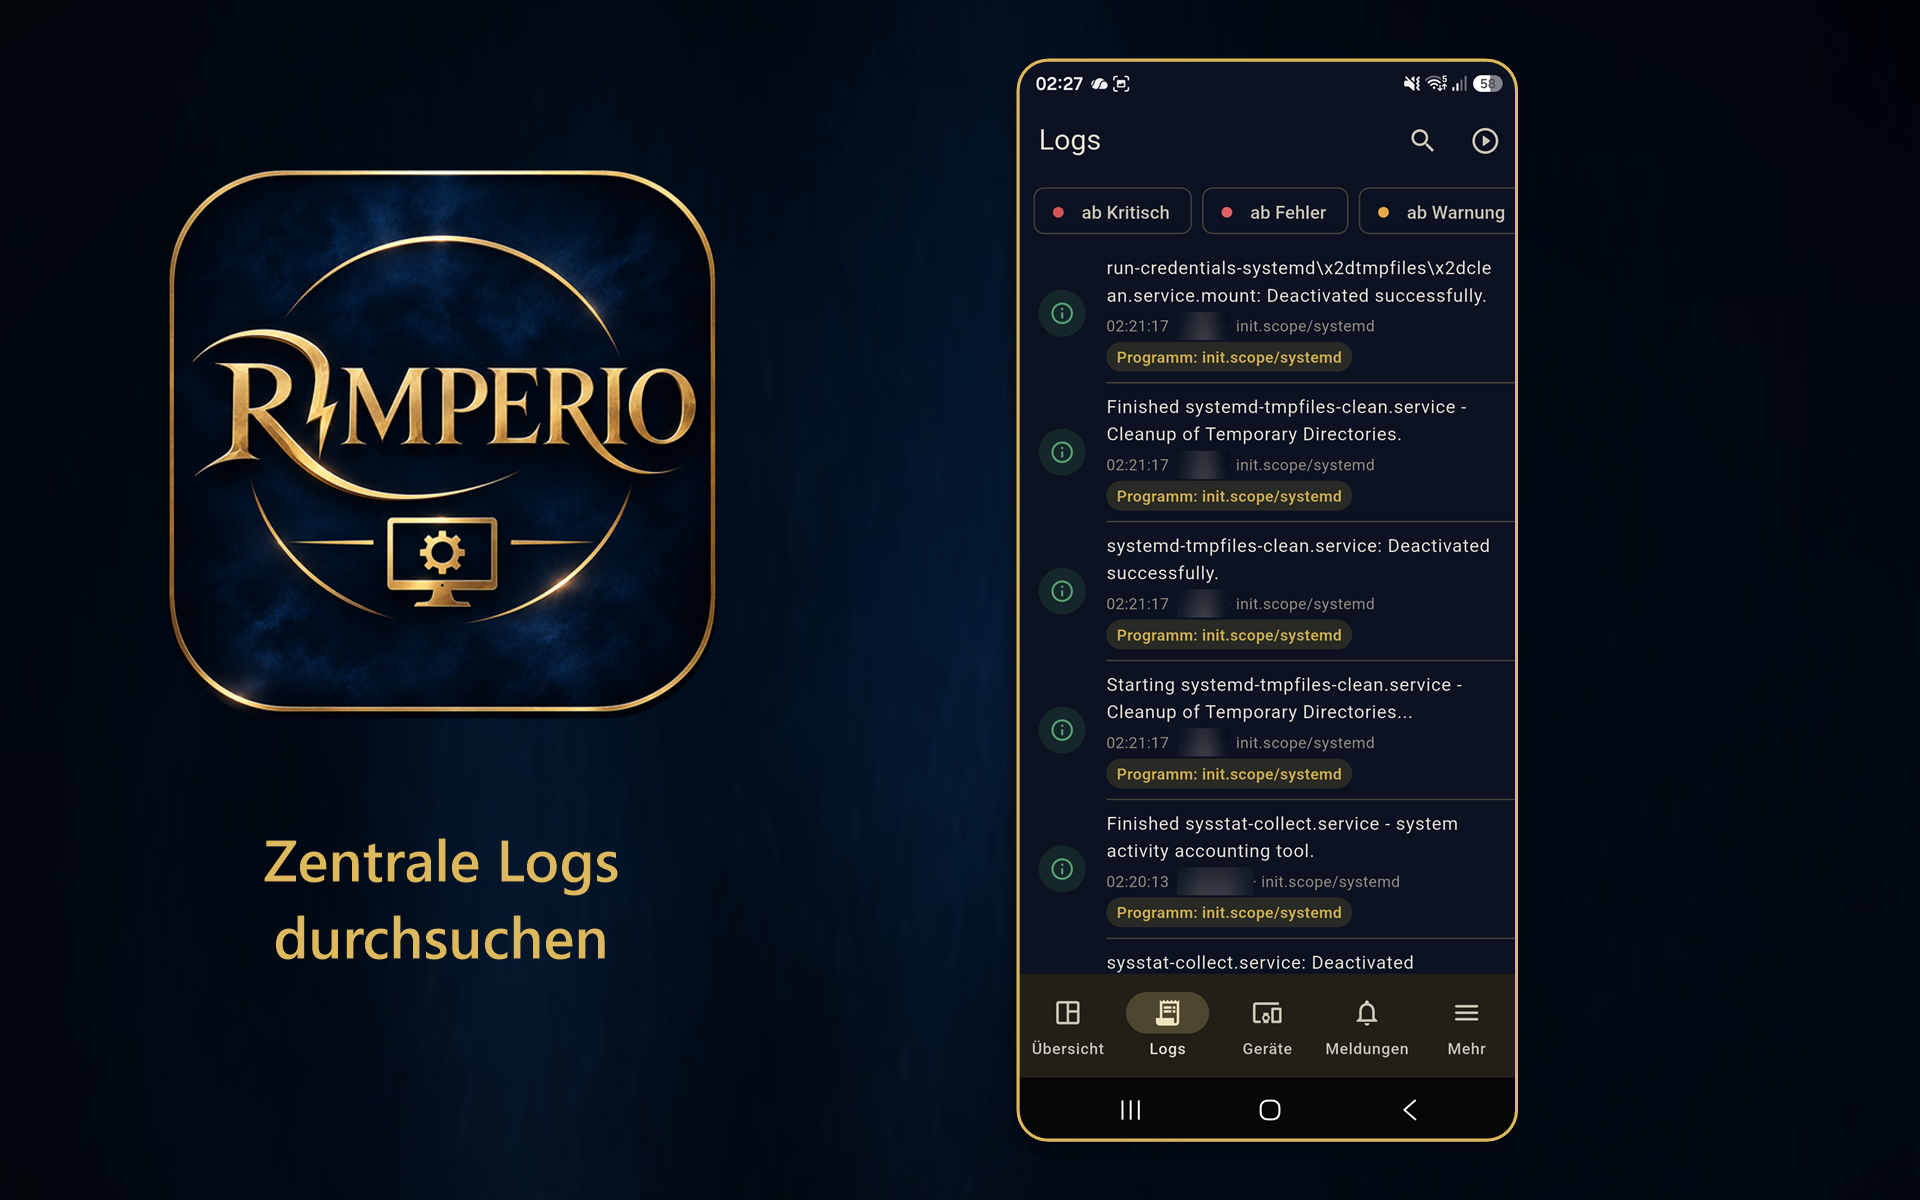 RIMPERIO
Zentrale Logs
durchsuchen
02:27
5
58
Logs
ab Kritisch
ab Fehler
ab Warnung
run-credentials-systemd\x2dtmpfiles\x2dcle
an.service.mount: Deactivated successfully.
02:21:17 · init.scope/systemd
Programm: init.scope/systemd
Finished systemd-tmpfiles-clean.service -
Cleanup of Temporary Directories.
02:21:17 · init.scope/systemd
Programm: init.scope/systemd
systemd-tmpfiles-clean.service: Deactivated
successfully.
02:21:17 · init.scope/systemd
Programm: init.scope/systemd
Starting systemd-tmpfiles-clean.service -
Cleanup of Temporary Directories...
02:21:17 · init.scope/systemd
Programm: init.scope/systemd
Finished sysstat-collect.service - system
activity accounting tool.
02:20:13 · init.scope/systemd
Programm: init.scope/systemd
sysstat-collect.service: Deactivated
Übersicht
Logs
Geräte
Meldungen
Mehr